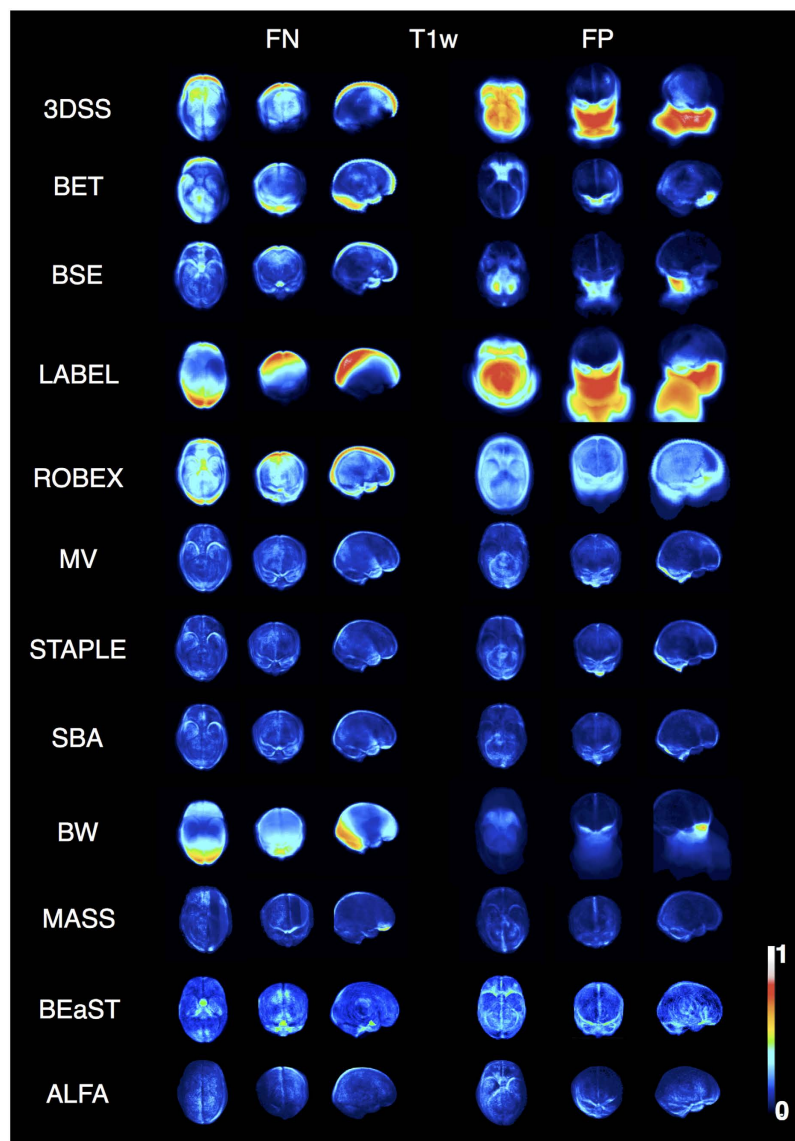 FN T1w FP
3DSS
BET
BSE
LABEL
ROBEX
MV
STAPLE
SBA
BW
MASS
BEaST
ALFA
1
0